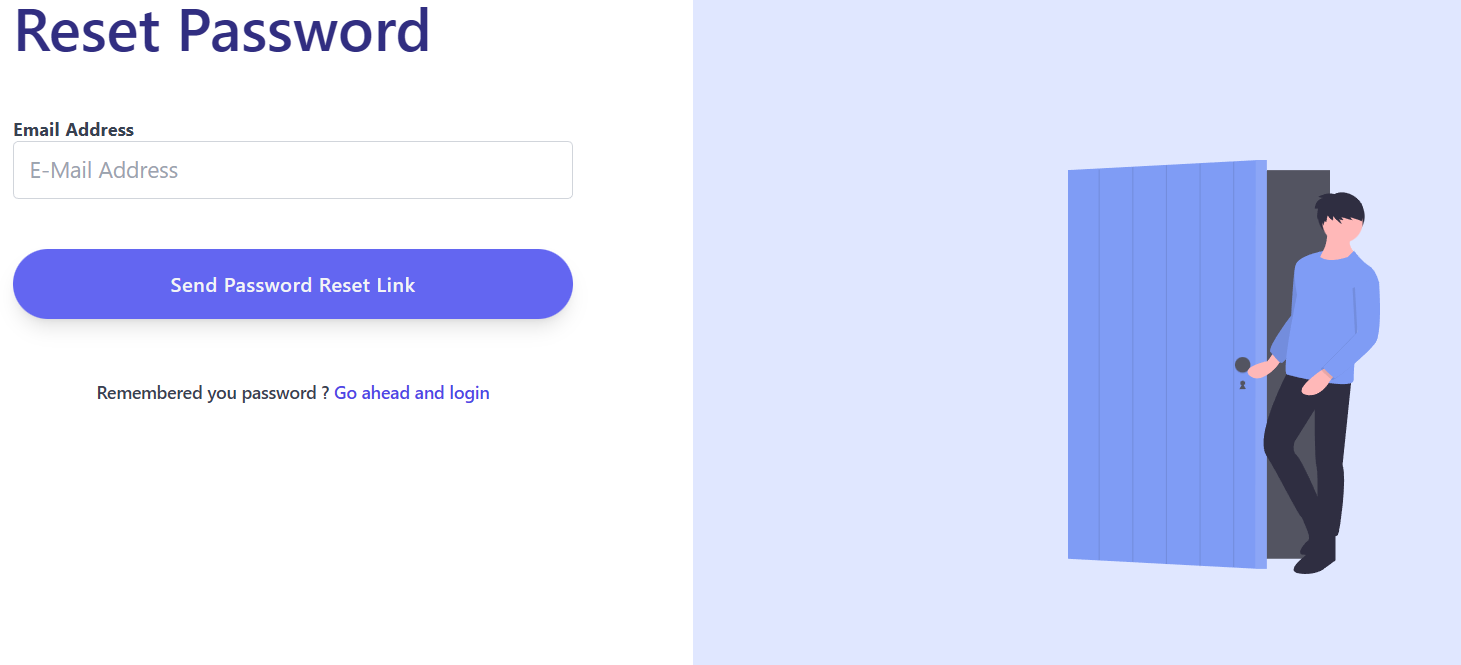 Reset Password
Email Address
E-Mail Address
Send Password Reset Link
Remembered you password ? Go ahead and login